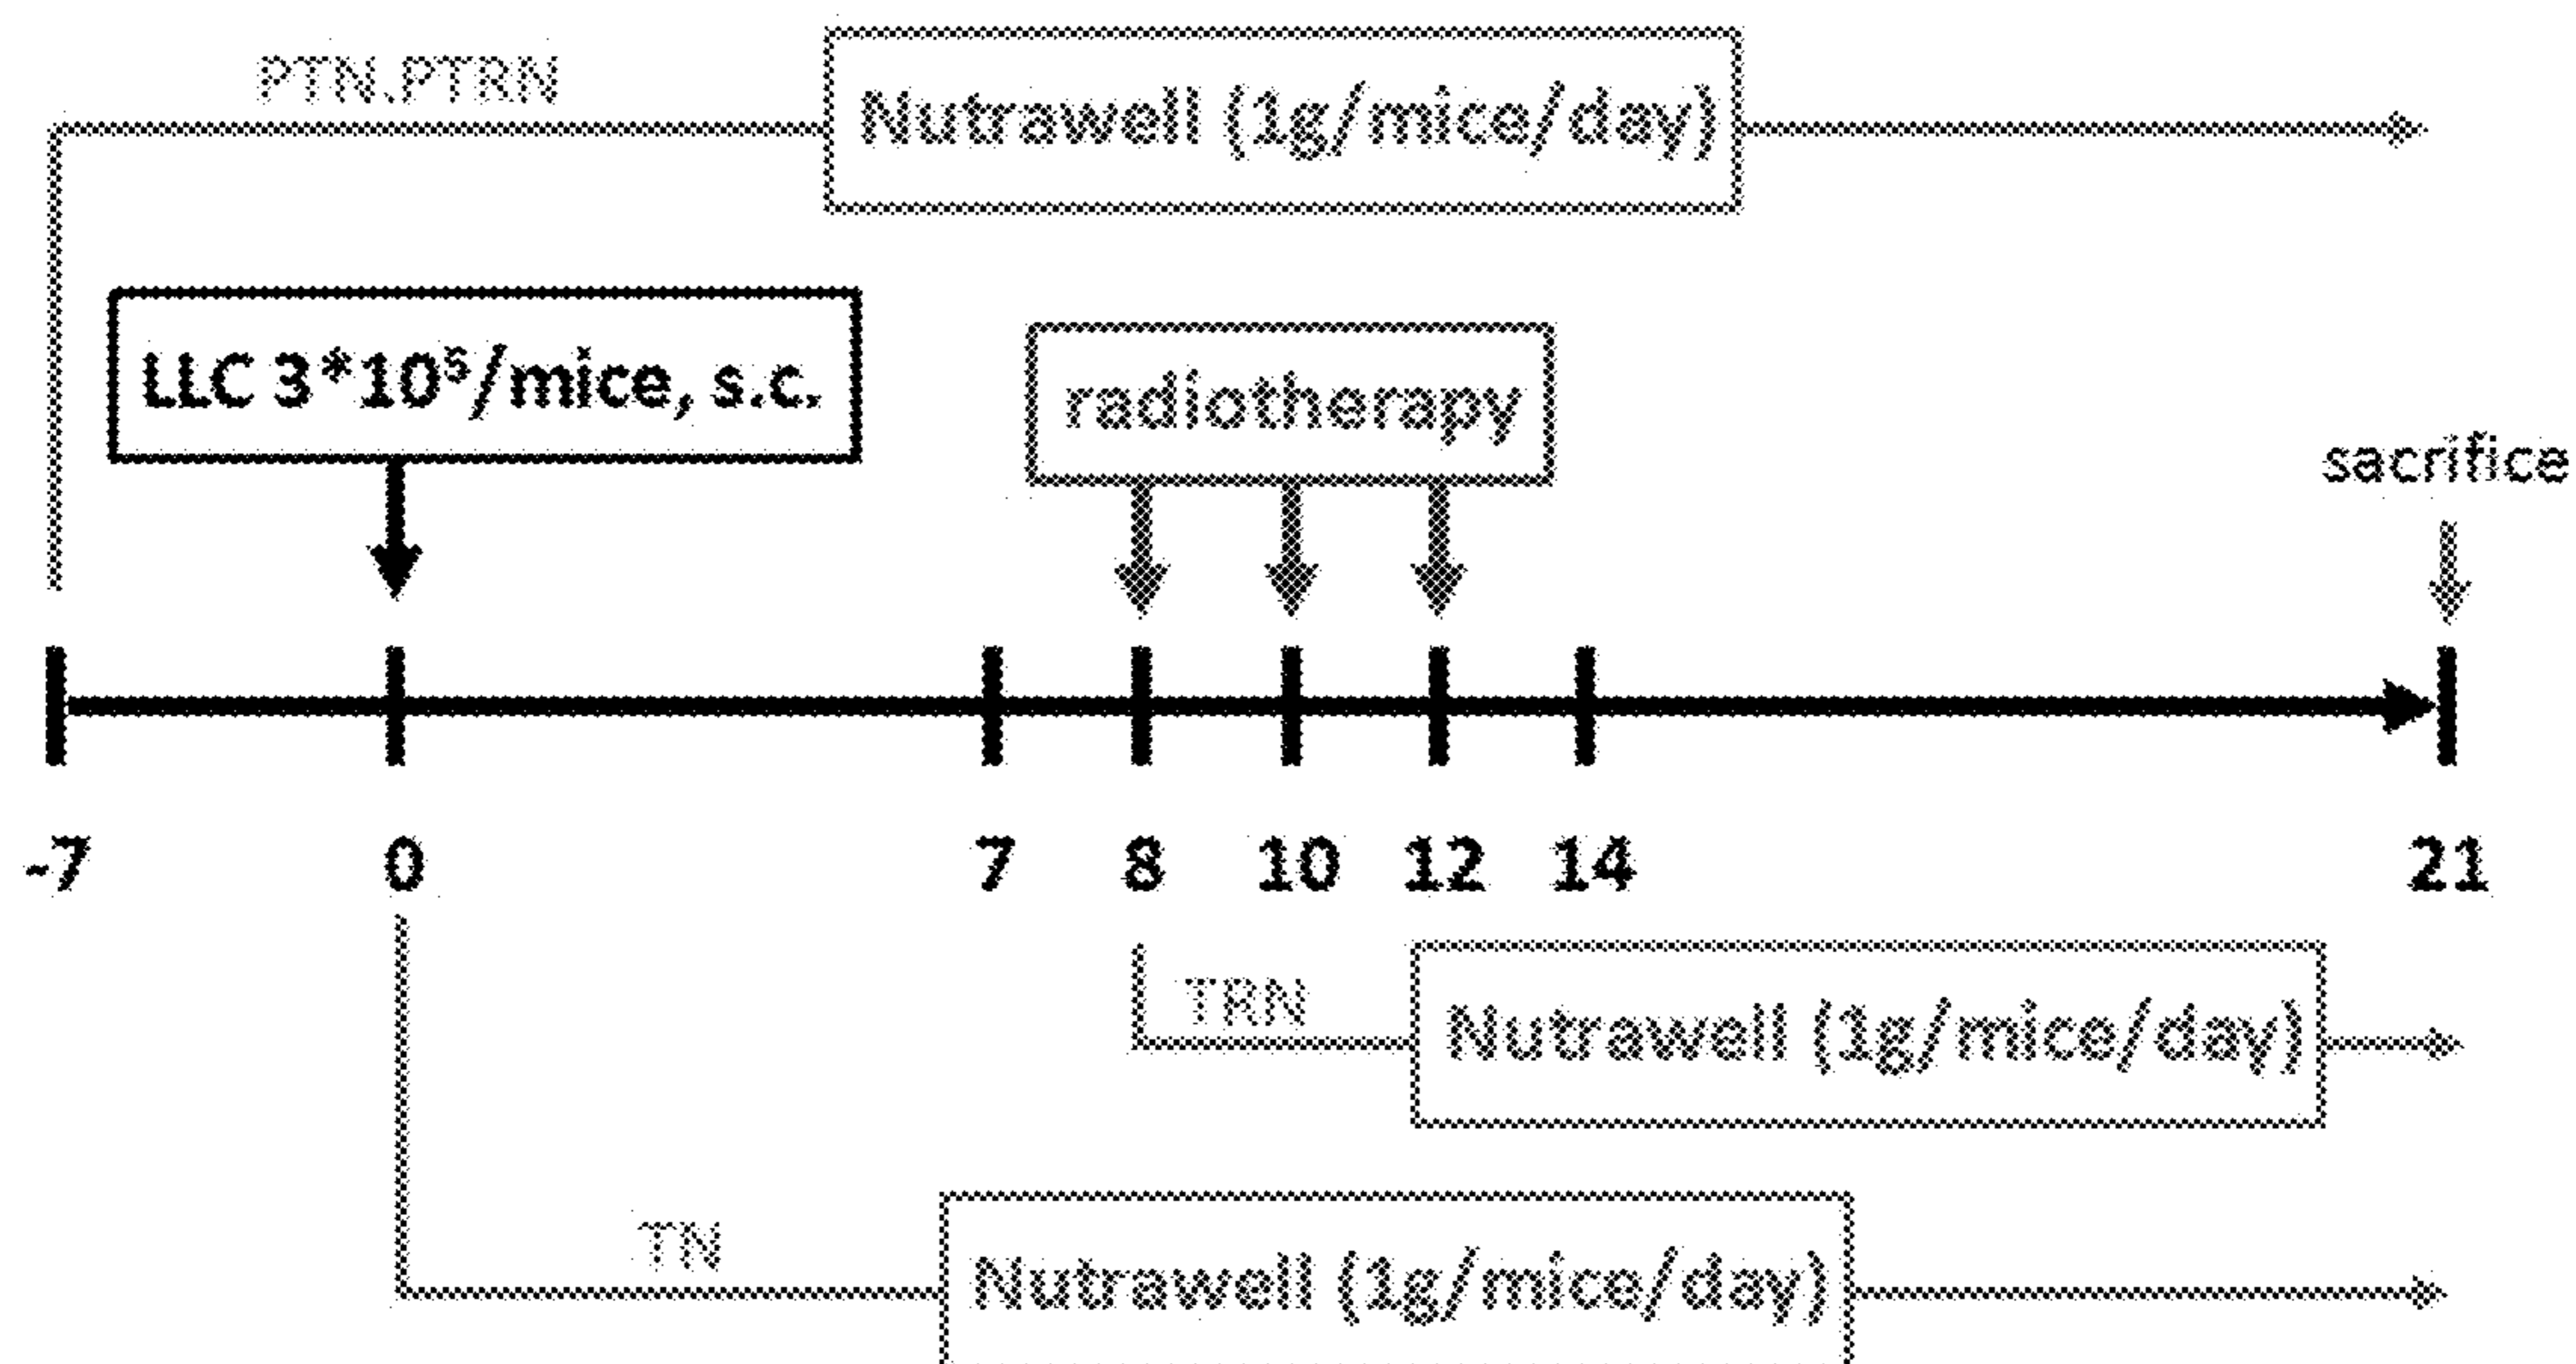 PTN.PTRN
Nutrawell (1g/mice/day)
LLC 3*10⁵/mice, s.c.
radiotherapy
sacrifice
-7 0 7 8 10 12 14 21
TRN
Nutrawell (1g/mice/day)
TN
Nutrawell (1g/mice/day)